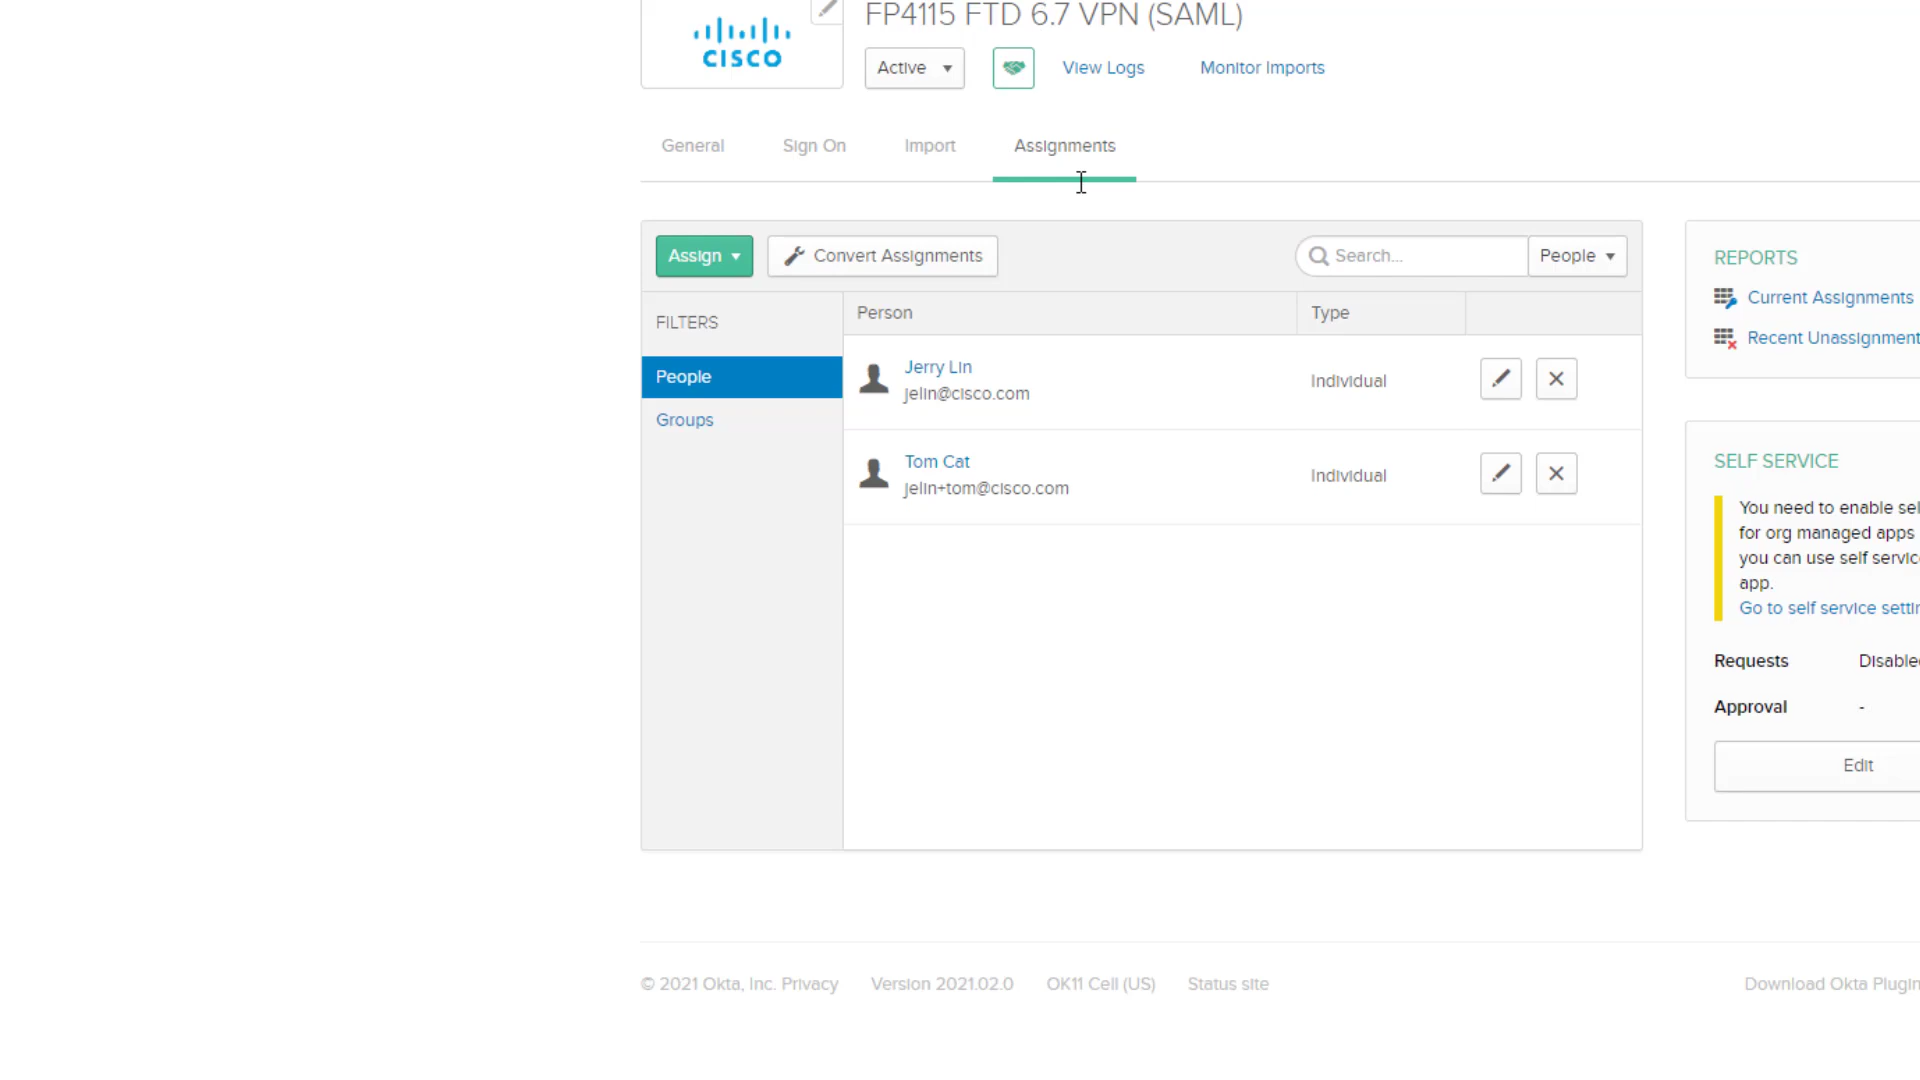 CISCO
FP4115 FTD 6.7 VPN (SAML)
Active
View Logs
Monitor Imports
General
Sign On
Import
Assignments
Assign
Convert Assignments
Search...
People
FILTERS
Person
Type
People
Groups
Jerry Lin
jelin@cisco.com
Individual
Tom Cat
jelin+tom@cisco.com
Individual
REPORTS
Current Assignments
Recent Unassignment
SELF SERVICE
You need to enable sel
for org managed apps
you can use self servic
app.
Go to self service settin
Requests
Disable
Approval
-
Edit
© 2021 Okta, Inc.
Privacy
Version 2021.02.0
OK11 Cell (US)
Status site
Download Okta Plugin